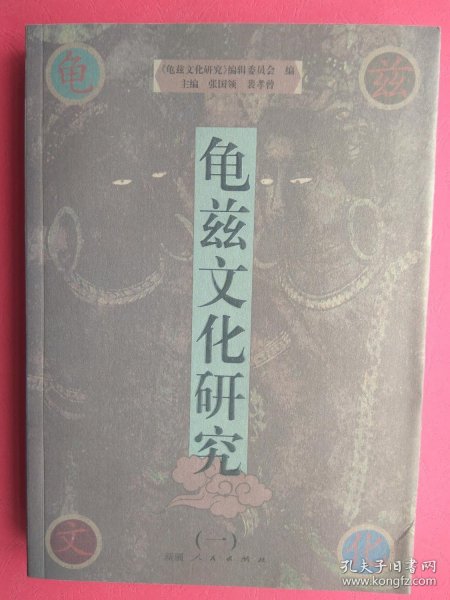 龟
兹
《龟兹文化研究》编辑委员会 编
主编 张国领 裴孝曾
龟兹文化研究
(一)
新疆人民出版社
文
化
孔夫子旧书网
www.kongfz.com